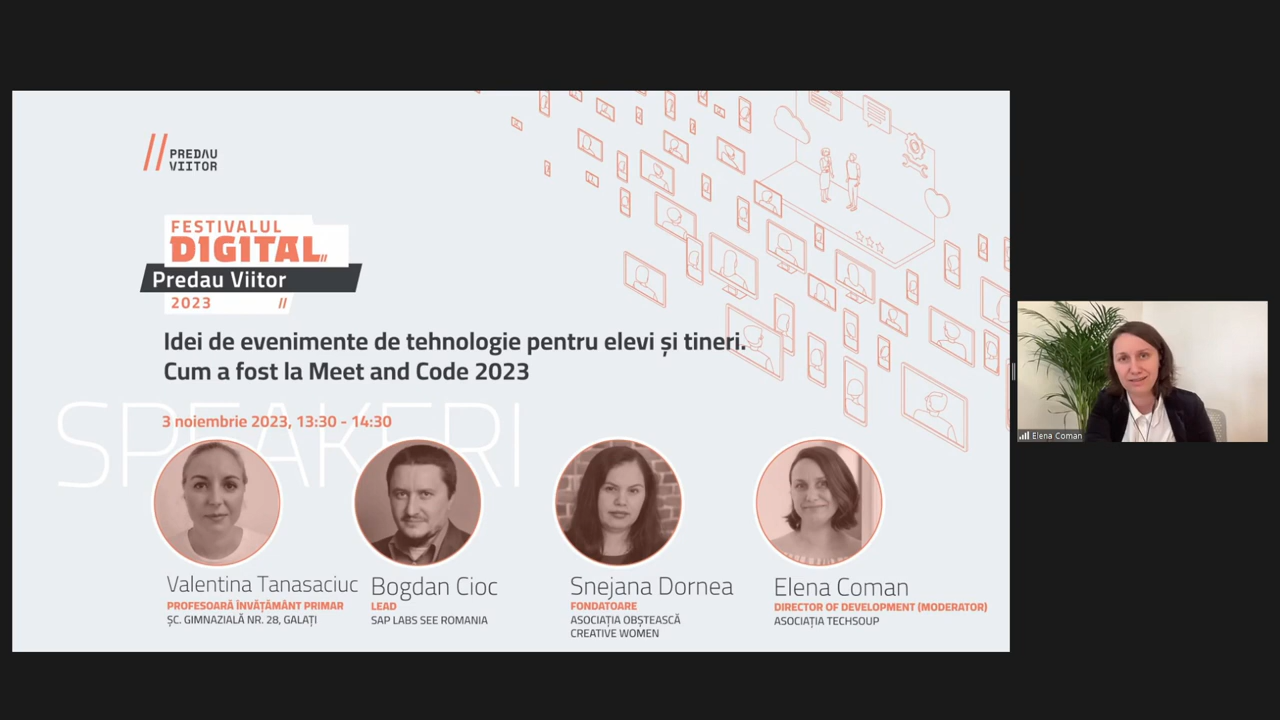 PREDAU
VIITOR
FESTIVALUL
DIGITAL
Predau Viitor
2023
Idei de evenimente de tehnologie pentru elevi și tineri.
Cum a fost la Meet and Code 2023
SPEAKERI
3 noiembrie 2023, 13:30 - 14:30
Valentina Tanasaciuc
PROFESOARĂ ÎNVĂȚĂMÂNT PRIMAR
ȘC. GIMNAZIALĂ NR. 28, GALAȚI
Bogdan Cioc
LEAD
SAP LABS SEE ROMANIA
Snejana Dornea
FONDATOARE
ASOCIAȚIA OBȘTEASCĂ
CREATIVE WOMEN
Elena Coman
DIRECTOR OF DEVELOPMENT (MODERATOR)
ASOCIAȚIA TECHSOUP
Elena Coman